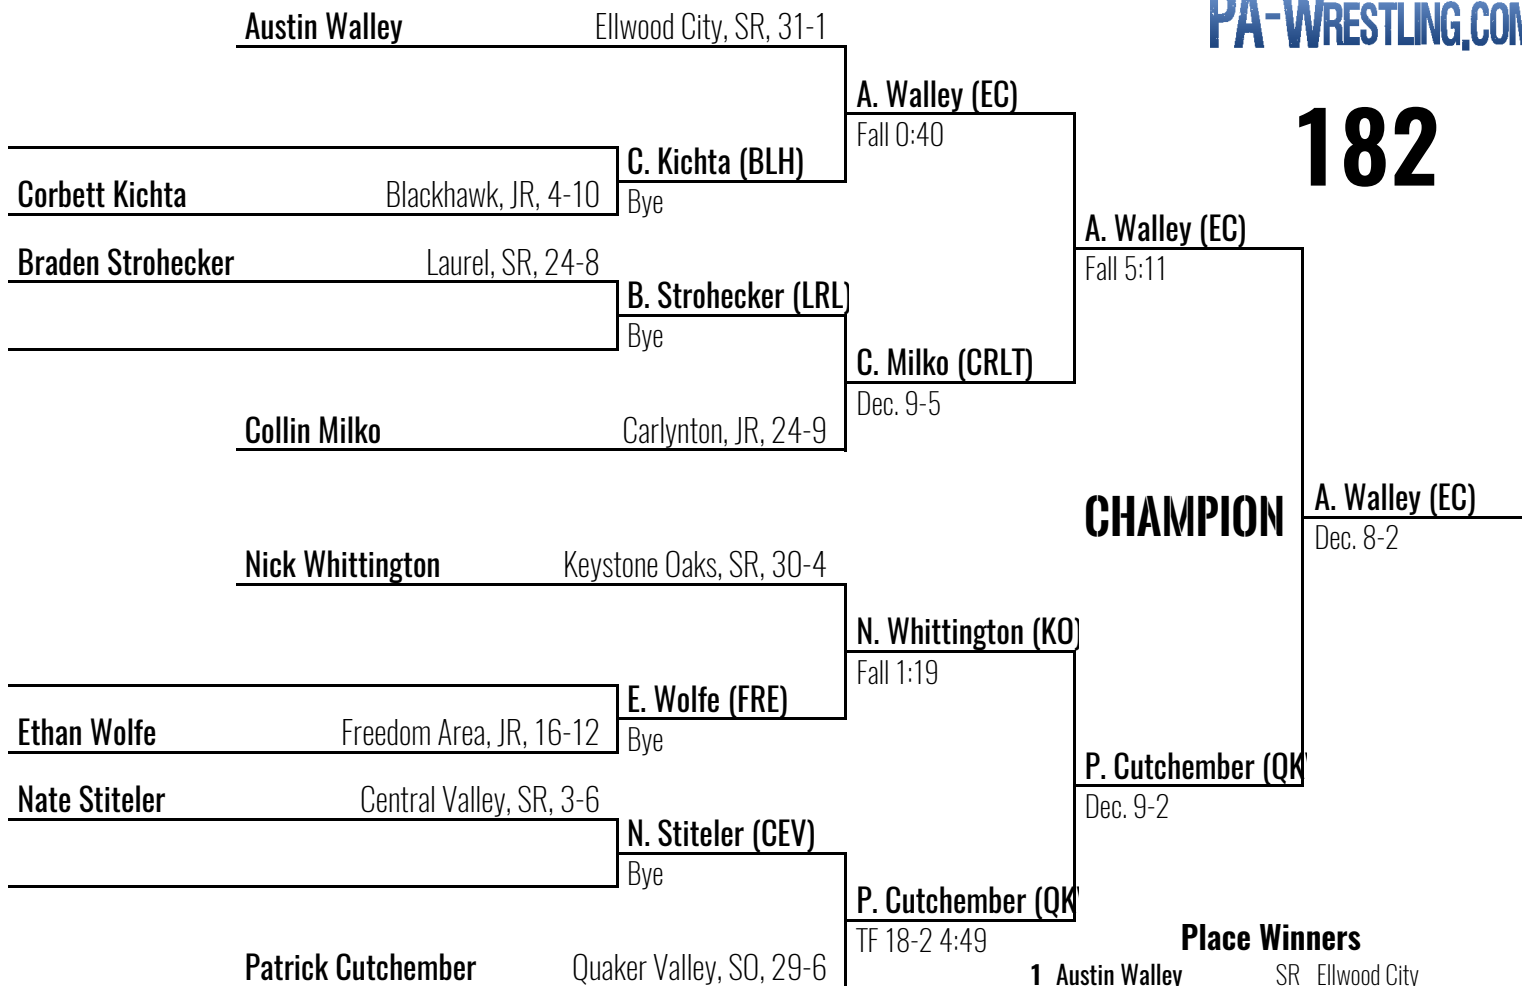 PA-WRESTLING.COM
182
Austin Walley Ellwood City, SR, 31-1
A. Walley (EC)
Fall 0:40
C. Kichta (BLH)
Bye
Corbett Kichta Blackhawk, JR, 4-10
A. Walley (EC)
Fall 5:11
Braden Strohecker Laurel, SR, 24-8
B. Strohecker (LRL)
Bye
C. Milko (CRLT)
Dec. 9-5
Collin Milko Carlynton, JR, 24-9
CHAMPION
A. Walley (EC)
Dec. 8-2
Nick Whittington Keystone Oaks, SR, 30-4
N. Whittington (KO)
Fall 1:19
E. Wolfe (FRE)
Bye
Ethan Wolfe Freedom Area, JR, 16-12
P. Cutchember (QK
Dec. 9-2
Nate Stiteler Central Valley, SR, 3-6
N. Stiteler (CEV)
Bye
P. Cutchember (QK
TF 18-2 4:49
Patrick Cutchember Quaker Valley, SO, 29-6
Place Winners
1 Austin Walley SR Ellwood City